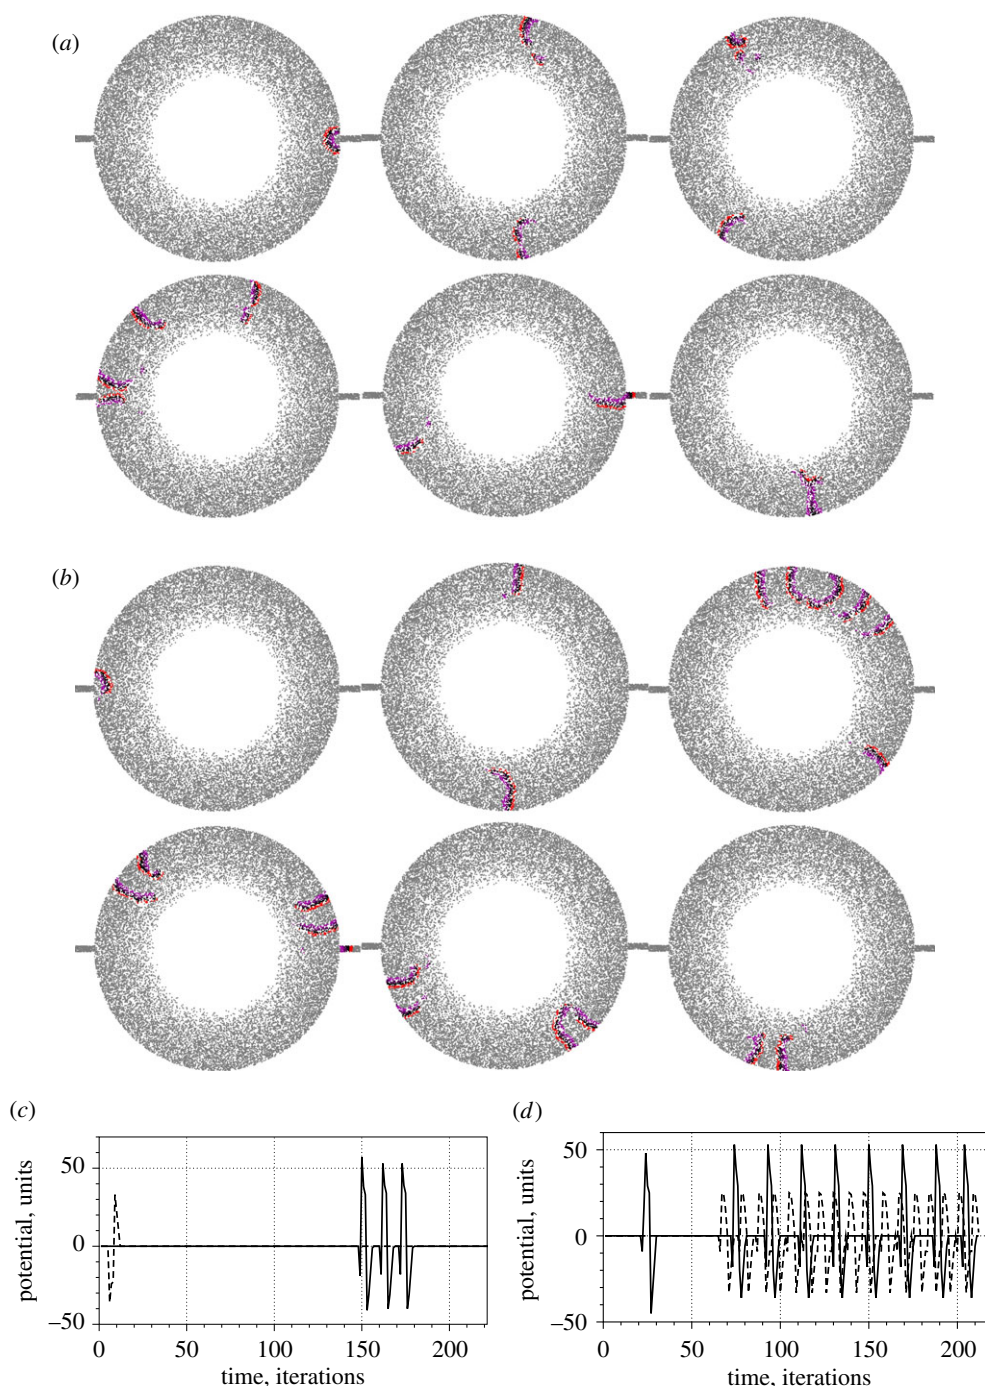 (a)
(b)
(c) (d)
50
0
–50
potential, units
0 50 100 150 200
time, iterations
50
0
–50
potential, units
0 50 100 150 200
time, iterations